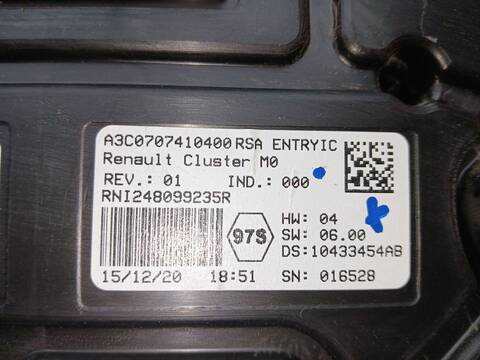 A3C0707410400 RSA ENTRYIC
Renault Cluster M0
REV.: 01 IND.: 000
RNI248099235R
97S
HW: 04
SW: 06.00
DS:10433454AB
15/12/20 18:51 SN: 016528